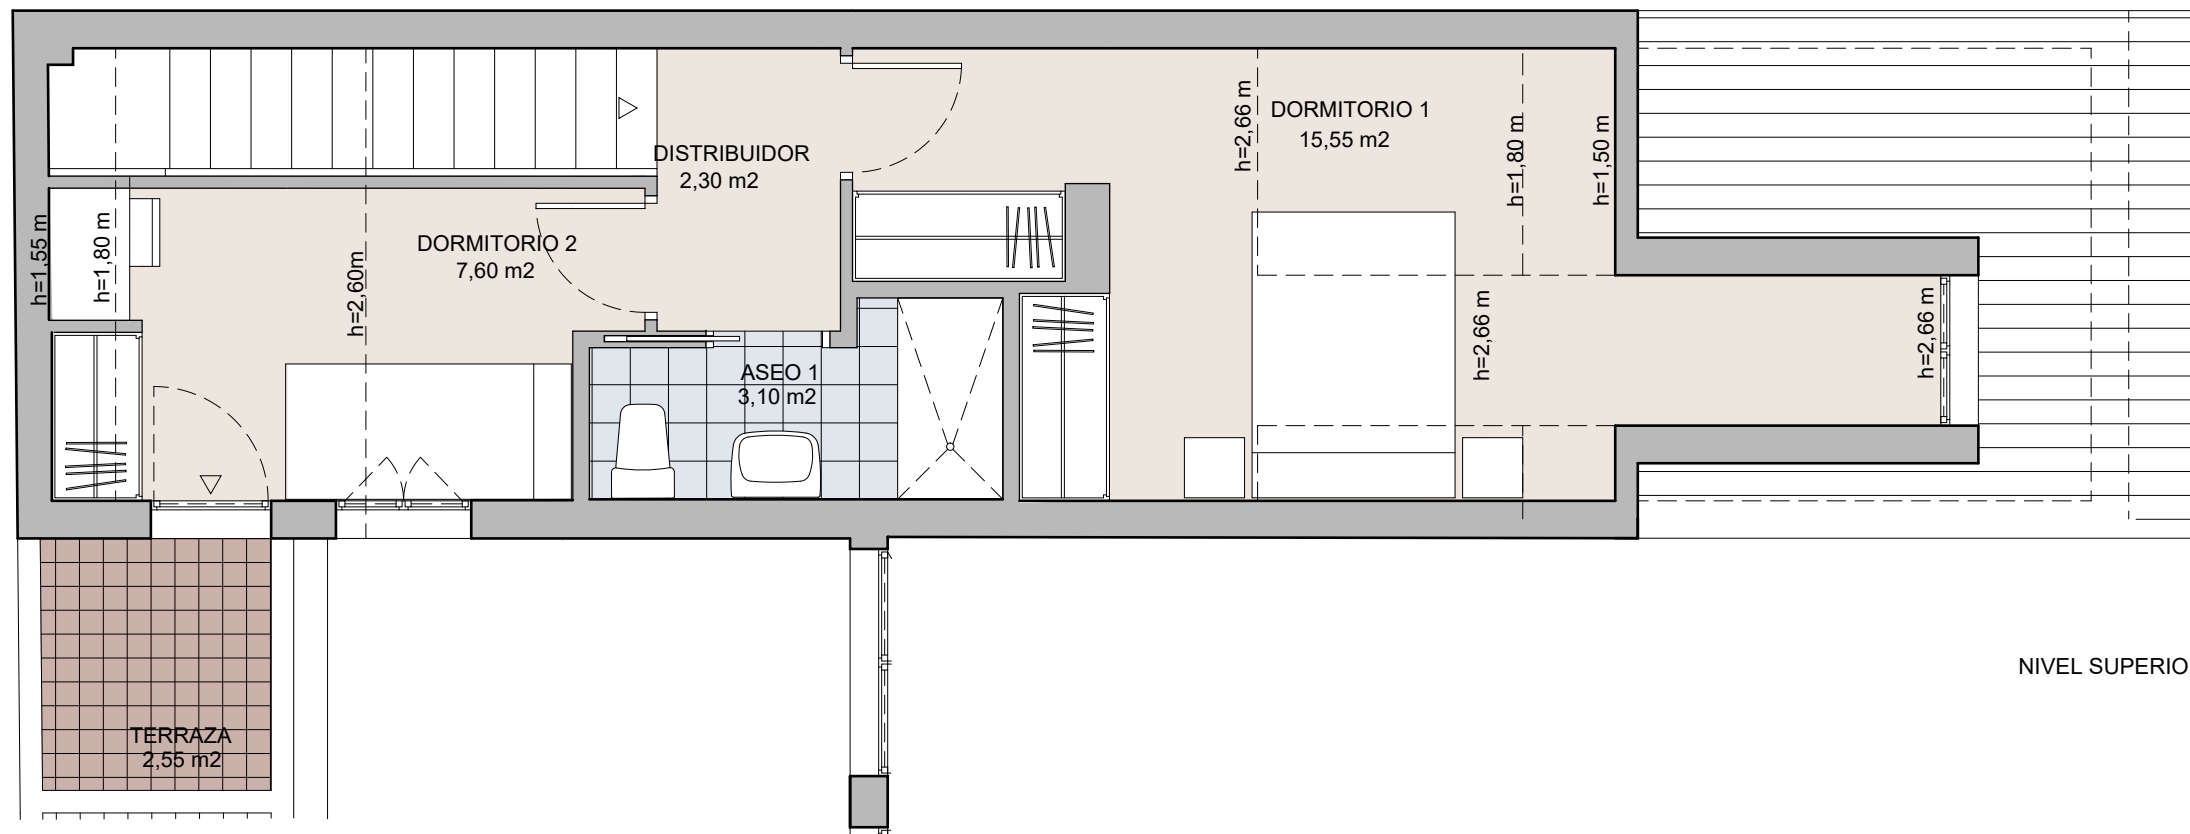 DORMITORIO 1
15,55 m2
DISTRIBUIDOR
2,30 m2
DORMITORIO 2
7,60 m2
ASEO 1
3,10 m2
TERRAZA
2,55 m2
h=1,55 m
h=1,80 m
h=2,60m
h=2,66 m
h=1,80 m
h=1,50 m
h=2,66 m
h=2,66 m
NIVEL SUPERIO